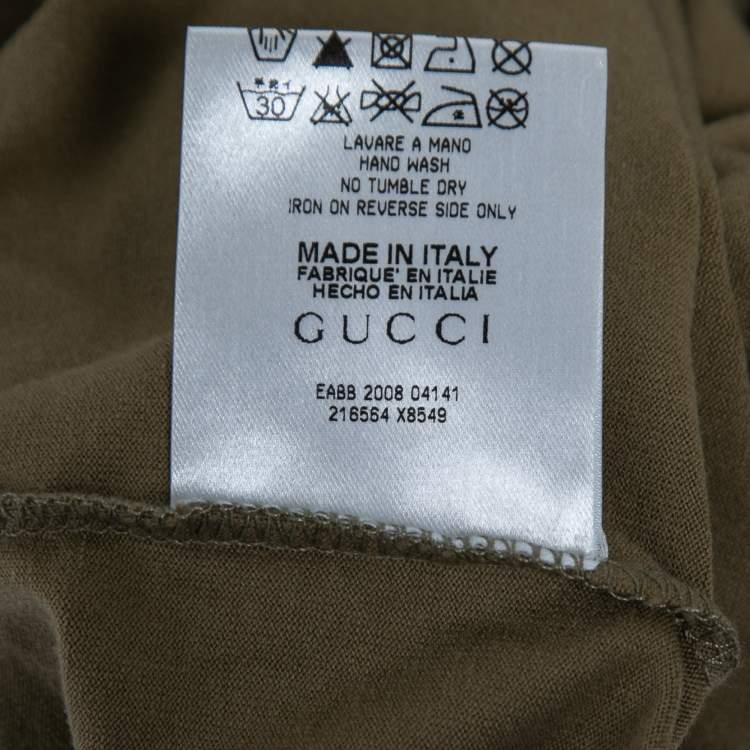 30
LAVARE A MANO
HAND WASH
NO TUMBLE DRY
IRON ON REVERSE SIDE ONLY
MADE IN ITALY
FABRIQUE' EN ITALIE
HECHO EN ITALIA
GUCCI
EABB 2008 04141
216564 X8549